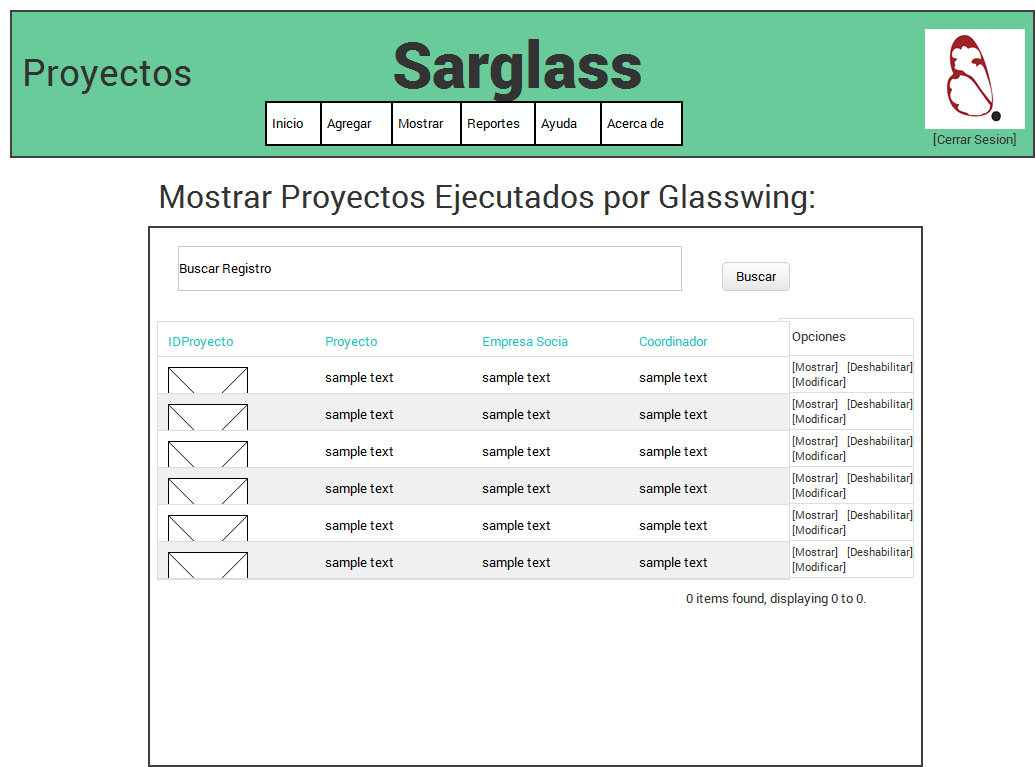 Proyectos
Sarglass
Inicio Agregar Mostrar Reportes Ayuda Acerca de
[Cerrar Sesion]
Mostrar Proyectos Ejecutados por Glasswing:
Buscar Registro
Buscar
IDProyecto Proyecto Empresa Socia Coordinador Opciones
sample text sample text sample text [Mostrar] [Deshabilitar]
[Modificar]
sample text sample text sample text [Mostrar] [Deshabilitar]
[Modificar]
sample text sample text sample text [Mostrar] [Deshabilitar]
[Modificar]
sample text sample text sample text [Mostrar] [Deshabilitar]
[Modificar]
sample text sample text sample text [Mostrar] [Deshabilitar]
[Modificar]
sample text sample text sample text [Mostrar] [Deshabilitar]
[Modificar]
0 items found, displaying 0 to 0.